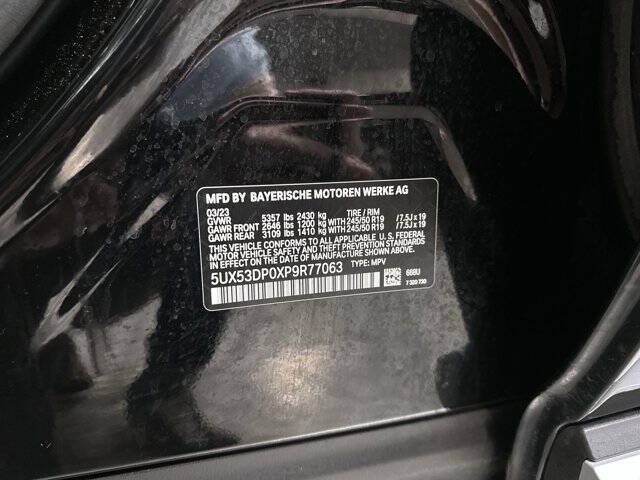 MFD BY BAYERISCHE MOTOREN WERKE AG
03/23
GVWR 5357 lbs 2430 kg TIRE / RIM
GAWR FRONT 2646 lbs 1200 kg WITH 245/50 R19 / 7.5J x 19
GAWR REAR 3109 lbs 1410 kg WITH 245/50 R19 / 7.5J x 19
THIS VEHICLE CONFORMS TO ALL APPLICABLE U.S. FEDERAL
MOTOR VEHICLE SAFETY
STANDARDS IN EFFECT ON THE DATE OF MANUFACTURE SHOWN ABOVE.
5UX53DP0XP9R77063 TYPE: MPV
668U
7 320 730